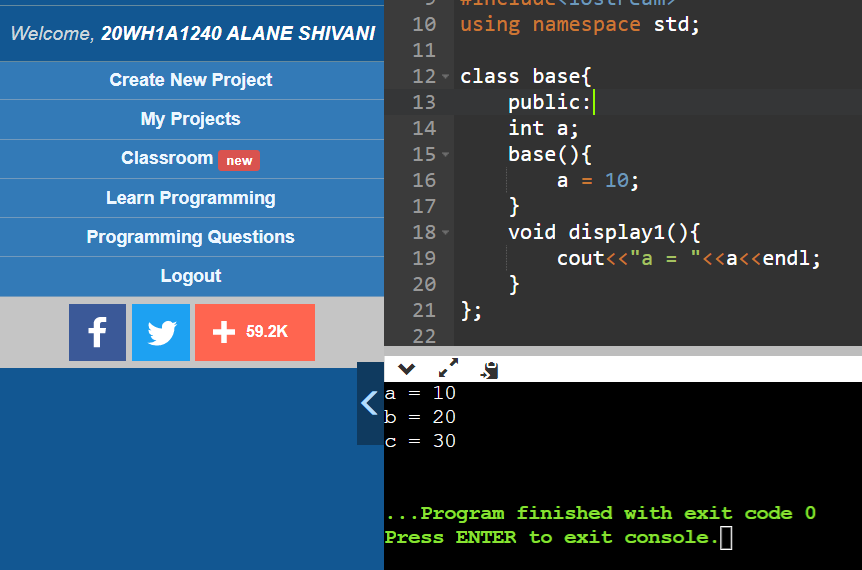 Welcome, 20WH1A1240 ALANE SHIVANI
Create New Project
My Projects
Classroom new
Learn Programming
Programming Questions
Logout
f
+ 59.2K
9 #include<iostream>
10 using namespace std;
11
12 class base{
13 public:
14 int a;
15 base(){
16 a = 10;
17 }
18 void display1(){
19 cout<<"a = "<<a<<endl;
20 }
21 };
22
a = 10
b = 20
c = 30
...Program finished with exit code 0
Press ENTER to exit console.